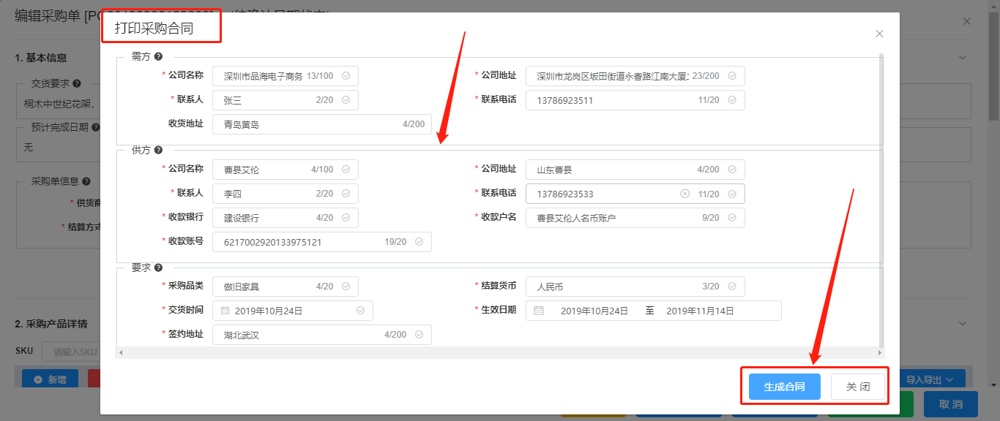 编辑采购单
打印采购合同
1. 基本信息
交货要求
桐木中世纪花架,
预计完成日期
无
采购单信息
供货商
* 结算方式
2. 采购产品详情
SKU 请输入SKU
新增
导入导出
取 消
需方
* 公司名称 深圳市品海电子商务 13/100
* 公司地址 深圳市龙岗区坂田街道永香路江南大厦 23/200
* 联系人 张三 2/20
* 联系电话 13786923511 11/20
收货地址 青岛黄岛 4/200
供方
* 公司名称 曹县艾伦 4/100
* 公司地址 山东曹县 4/200
* 联系人 李四 2/20
* 联系电话 13786923533 11/20
* 收款银行 建设银行 4/20
* 收款户名 曹县艾伦人名币账户 9/20
* 收款账号 6217002920133975121 19/20
要求
* 采购品类 做旧家具 4/20
* 结算货币 人民币 3/20
* 交货时间 2019年10月24日
* 生效日期 2019年10月24日 至 2019年11月14日
* 签约地址 湖北武汉 4/200
生成合同 关 闭